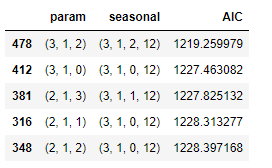 param seasonal AIC
478 (3, 1, 2) (3, 1, 2, 12) 1219.259979
412 (3, 1, 0) (3, 1, 0, 12) 1227.463082
381 (2, 1, 3) (3, 1, 1, 12) 1227.825132
316 (2, 1, 1) (3, 1, 0, 12) 1228.313277
348 (2, 1, 2) (3, 1, 0, 12) 1228.397168